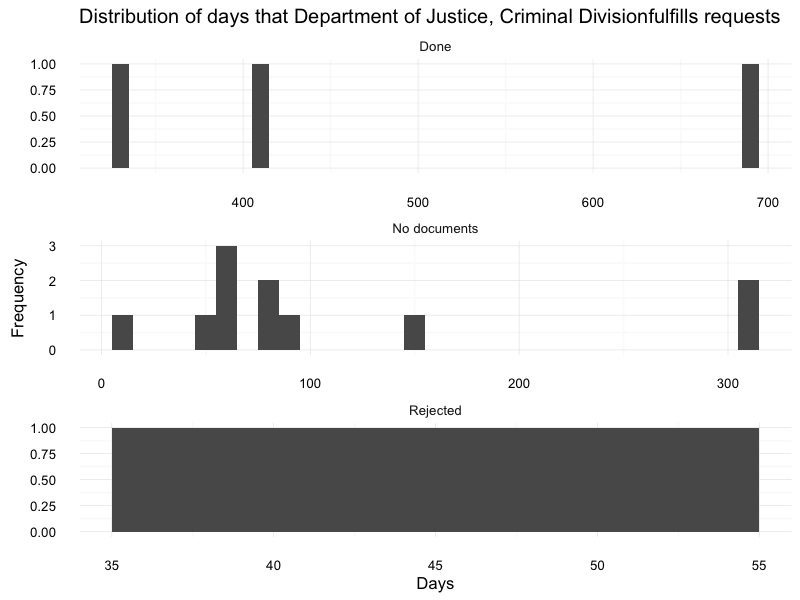 Distribution of days that Department of Justice, Criminal Divisionfulfills requests
Done
1.00
0.75
0.50
0.25
0.00
400 500 600 700
No documents
3
2
1
0
0 100 200 300
Frequency
Rejected
1.00
0.75
0.50
0.25
0.00
35 40 45 50 55
Days